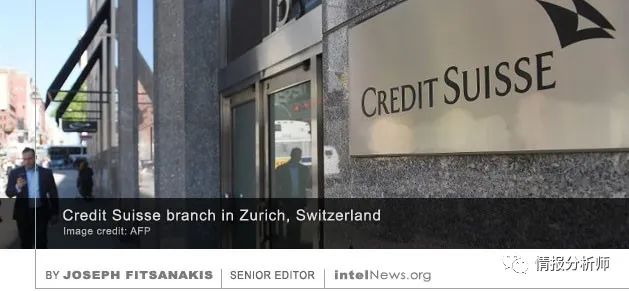 CREDIT SUISSE
Credit Suisse branch in Zurich, Switzerland
Image credit: AFP
BY JOSEPH FITSANAKIS | SENIOR EDITOR | intelNews.org
情报分析师